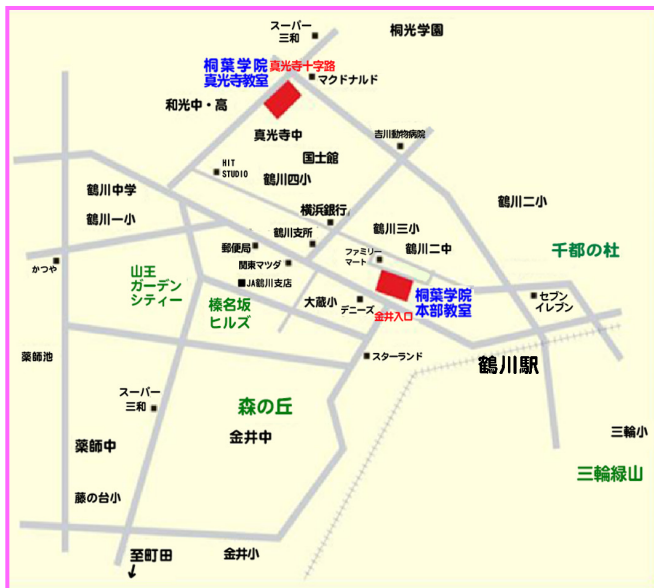 スーパー
三和
桐光学園
桐葉学院
真光寺教室
真光寺十字路
マクドナルド
和光中・高
真光寺中
吉川動物病院
国士館
HIT
STUDIO
鶴川四小
鶴川中学
鶴川一小
横浜銀行
鶴川二小
鶴川三小
鶴川支所
郵便局
鶴川二中
ファミリー
マート
千都の杜
かつや
関東マツダ
山王
ガーデン
シティー
JA鶴川支店
榛名坂
ヒルズ
大蔵小
デニーズ
桐葉学院
本部教室
金井入口
セブン
イレブン
薬師池
スターランド
鶴川駅
スーパー
三和
森の丘
金井中
薬師中
三輪小
三輪緑山
藤の台小
至町田
金井小